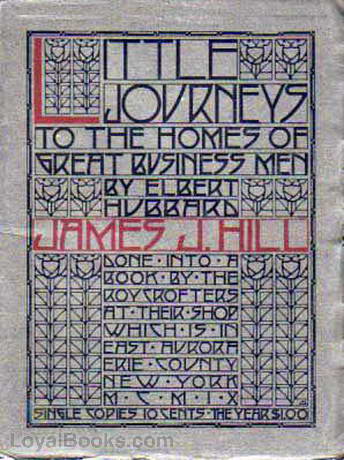 LITTLE
JOURNEYS
TO THE HOMES OF
GREAT BUSINESS MEN
BY ELBERT
HUBBARD
JAMES J. HILL
DONE · INTO · A
BOOK · BY · THE
ROYCROFTERS
AT · THEIR · SHOP
WHICH · IS · IN
EAST AURORA
ERIE COUNTY
NEW · YORK
M · C · M · I · X
SINGLE COPIES 10 CENTS · THE YEAR $1.00
LoyalBooks.com